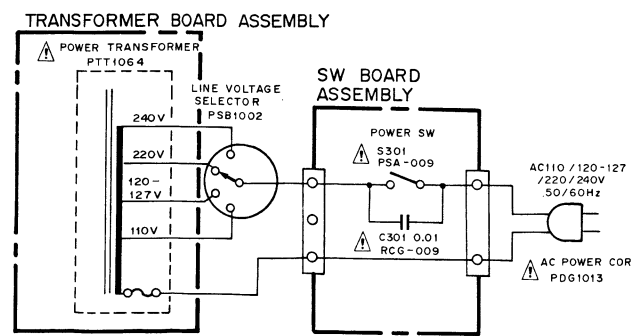 TRANSFORMER BOARD ASSEMBLY
POWER TRANSFORMER
PTT1064
LINE VOLTAGE
SELECTOR
PSB1002
240V
220V
120-
127V
110V
SW BOARD
ASSEMBLY
POWER SW
S301
PSA-009
C301 0.01
RCG-009
AC110/120-127
/220/240V
50/60Hz
AC POWER COR
PDG1013